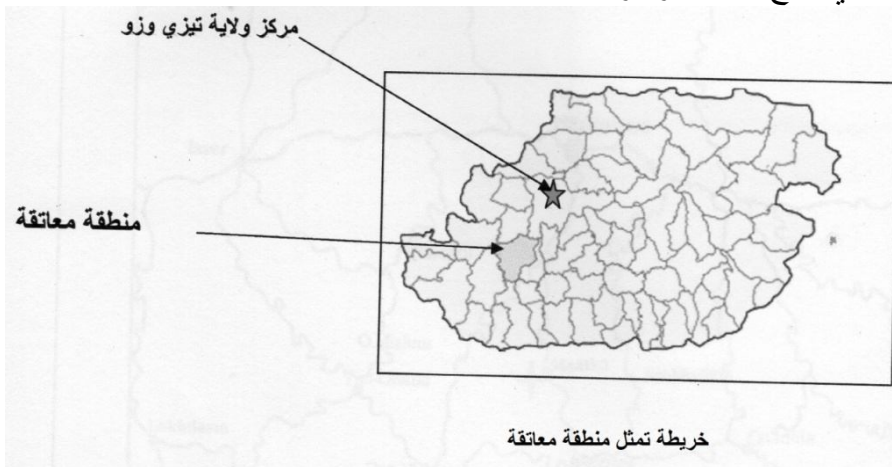 مركز ولاية تيزي وزو
منطقة معاتقة
خريطة تمثل منطقة معاتقة